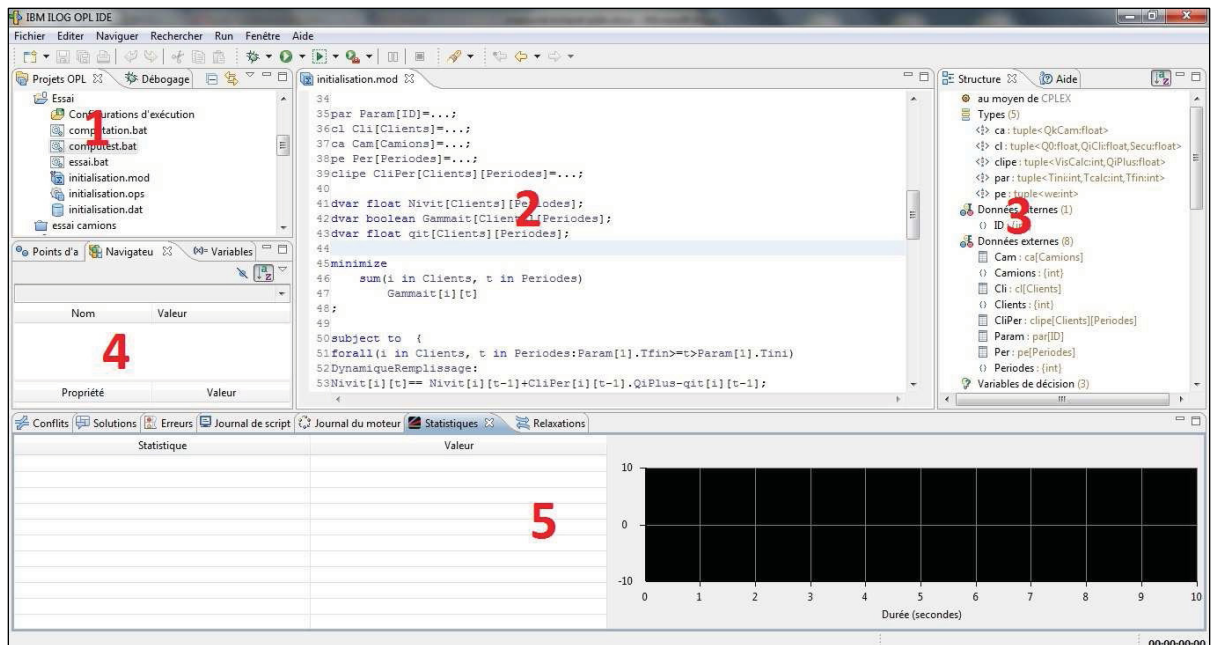 IBM ILOG OPL IDE
Fichier Editer Naviguer Rechercher Run Fenêtre Aide
Projets OPL Débogage
Essai
Configurations d'exécution
computation.bat
computest.bat
essai.bat
initialisation.mod
initialisation.ops
initialisation.dat
essai camions
1
initialisation.mod
34
35par Param[ID]=...;
36cl Cli[Clients]=...;
37ca Cam[Camions]=...;
38pe Per[Periodes]=...;
39clipe CliPer[Clients][Periodes]=...;
40
41dvar float Nivit[Clients][Periodes];
42dvar boolean Gammait[Clients][Periodes];
43dvar float qit[Clients][Periodes];
44
45minimize
46 sum(i in Clients, t in Periodes)
47 Gammait[i][t]
48;
49
50subject to {
51forall(i in Clients, t in Periodes:Param[1].Tfin>=t>Param[1].Tini)
52DynamiqueRemplissage:
53Nivit[i][t]== Nivit[i][t-1]+CliPer[i][t-1].QiPlus-qit[i][t-1];
2
Structure Aide
au moyen de CPLEX
Types (5)
ca : tuple<QkCam:float>
cl : tuple<Q0:float,QiCli:float,Secu:float>
clipe : tuple<VisCalc:int,QiPlus:float>
par : tuple<Tini:int,Tcalc:int,Tfin:int>
pe : tuple<we:int>
Données internes (1)
ID : {int}
Données externes (8)
Cam : ca[Camions]
Camions : {int}
Cli : cl[Clients]
Clients : {int}
CliPer : clipe[Clients][Periodes]
Param : par[ID]
Per : pe[Periodes]
Periodes : {int}
Variables de décision (3)
3
Points d'a Navigateu Variables
Nom Valeur
4
Propriété Valeur
Conflits Solutions Erreurs Journal de script Journal du moteur Statistiques Relaxations
Statistique Valeur
5
10
0
-10
0 1 2 3 4 5 6 7 8 9 10
Durée (secondes)
00:00:00:00